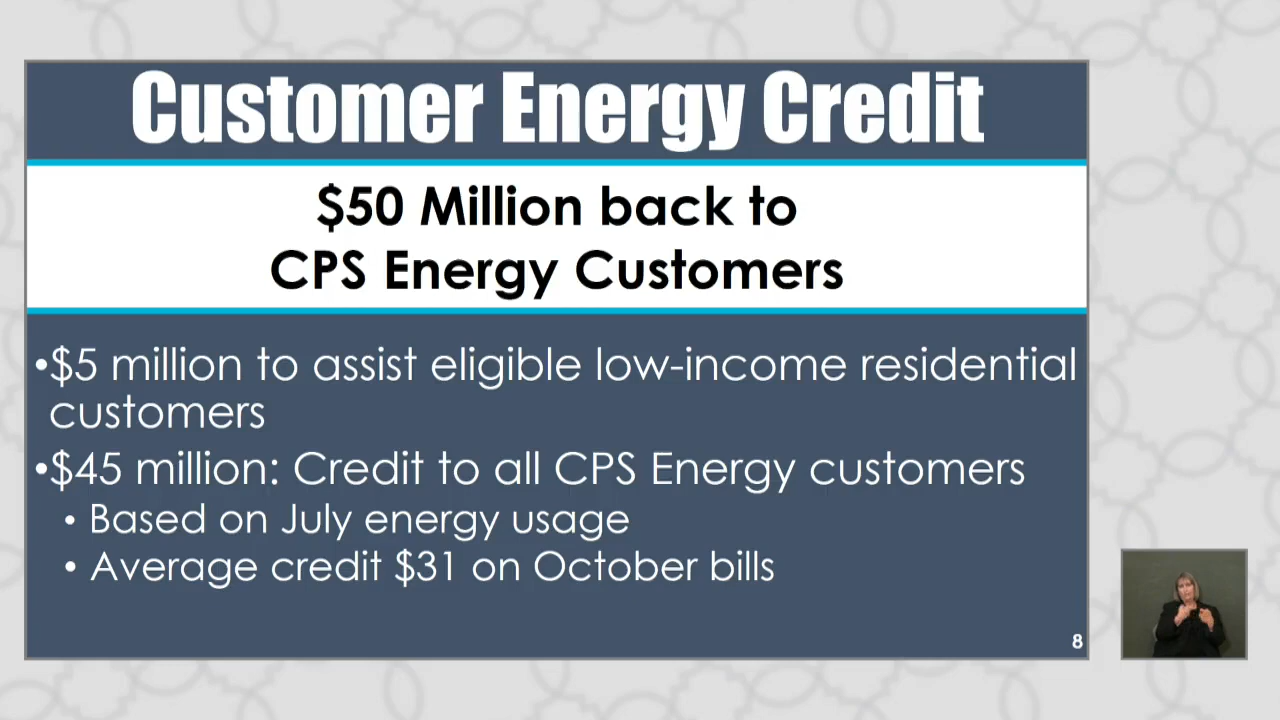 Customer Energy Credit
$50 Million back to
CPS Energy Customers
•$5 million to assist eligible low-income residential
customers
•$45 million: Credit to all CPS Energy customers
• Based on July energy usage
• Average credit $31 on October bills
8